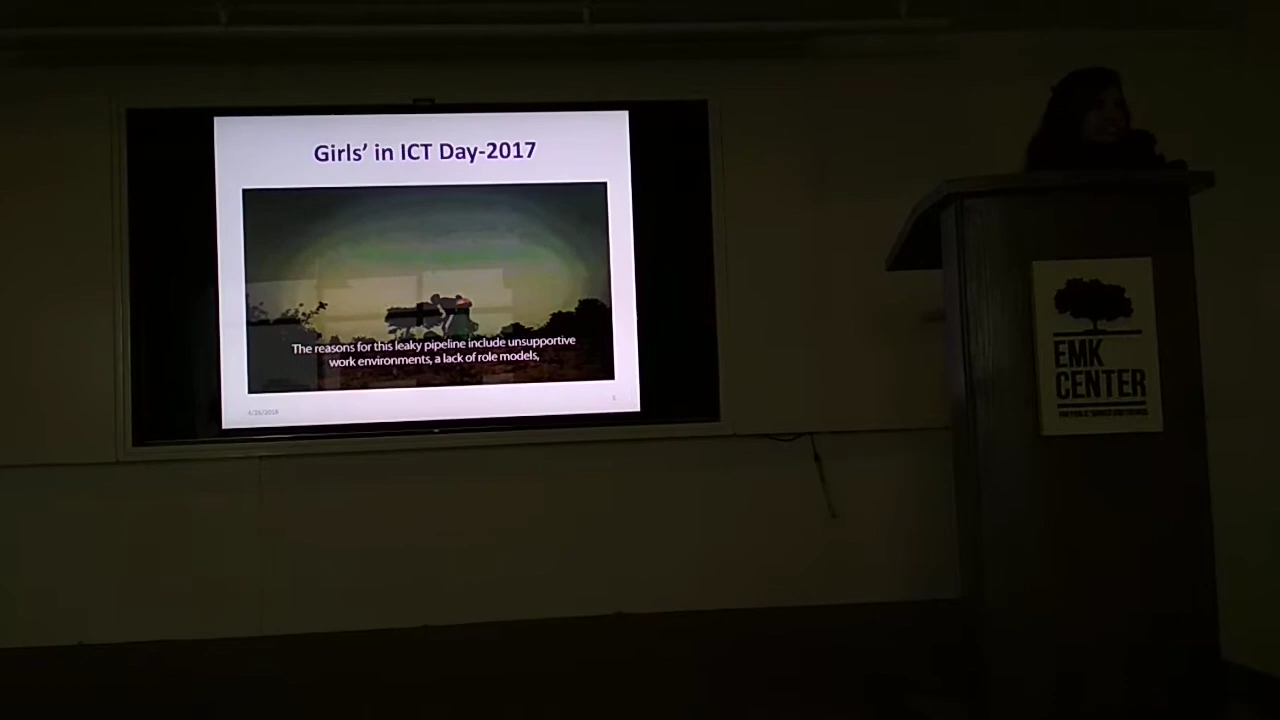 Girls' in ICT Day-2017
The reasons for this leaky pipeline include unsupportive
work environments, a lack of role models,
EMK
CENTER